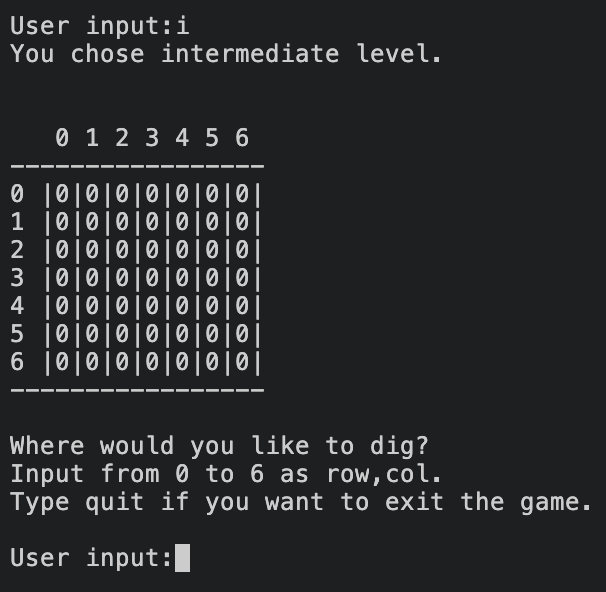 User input:i
You chose intermediate level.
0 1 2 3 4 5 6
-----------------
0 |0|0|0|0|0|0|0|
1 |0|0|0|0|0|0|0|
2 |0|0|0|0|0|0|0|
3 |0|0|0|0|0|0|0|
4 |0|0|0|0|0|0|0|
5 |0|0|0|0|0|0|0|
6 |0|0|0|0|0|0|0|
-----------------
Where would you like to dig?
Input from 0 to 6 as row,col.
Type quit if you want to exit the game.
User input: